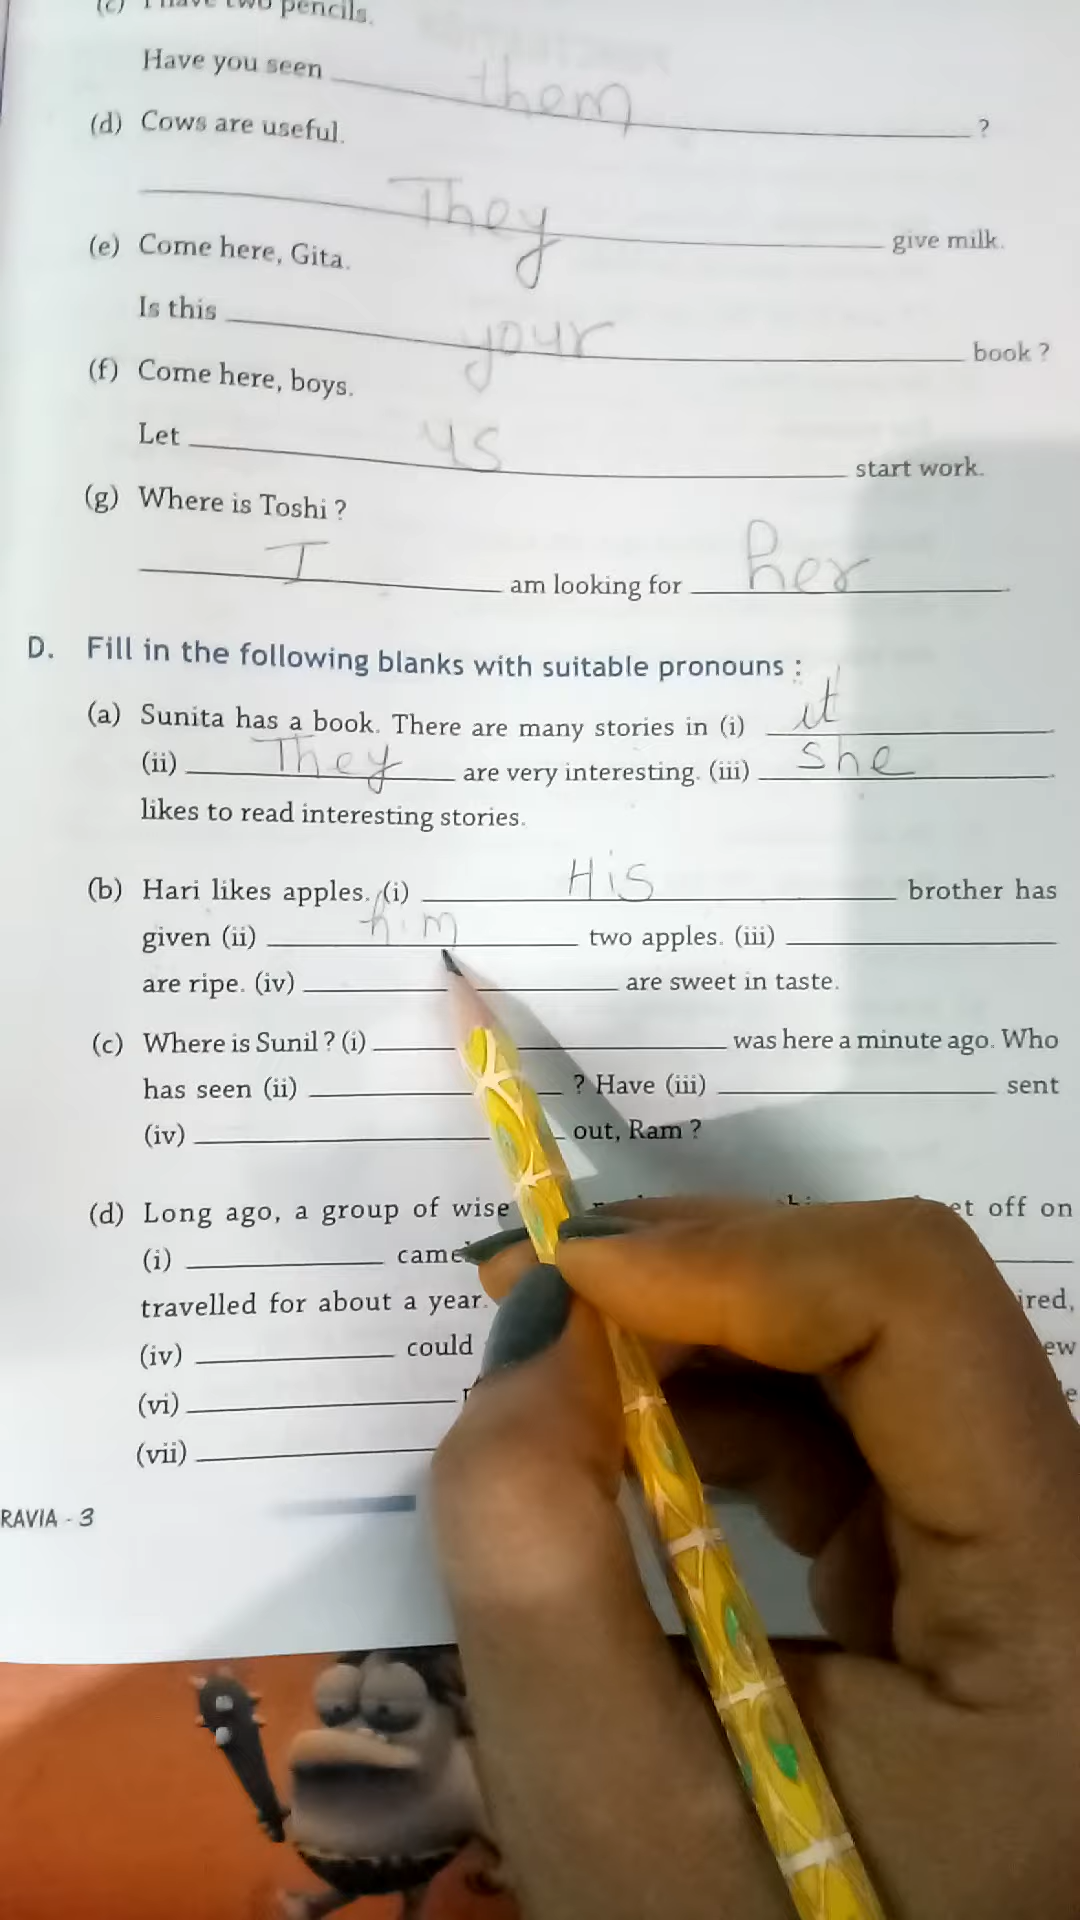 (c) I have two pencils.
Have you seen them ?
(d) Cows are useful.
They give milk.
(e) Come here, Gita.
Is this your book ?
(f) Come here, boys.
Let us start work.
(g) Where is Toshi ?
I am looking for her
D. Fill in the following blanks with suitable pronouns :
(a) Sunita has a book. There are many stories in (i) it
(ii) They are very interesting. (iii) she
likes to read interesting stories.
(b) Hari likes apples. (i) His brother has
given (ii) him two apples. (iii)
are ripe. (iv) are sweet in taste.
(c) Where is Sunil ? (i) was here a minute ago. Who
has seen (ii) ? Have (iii) sent
(iv) out, Ram ?
(d) Long ago, a group of wise et off on
(i) came
travelled for about a year. ired,
(iv) could ew
(vi)
(vii)
RAVIA - 3